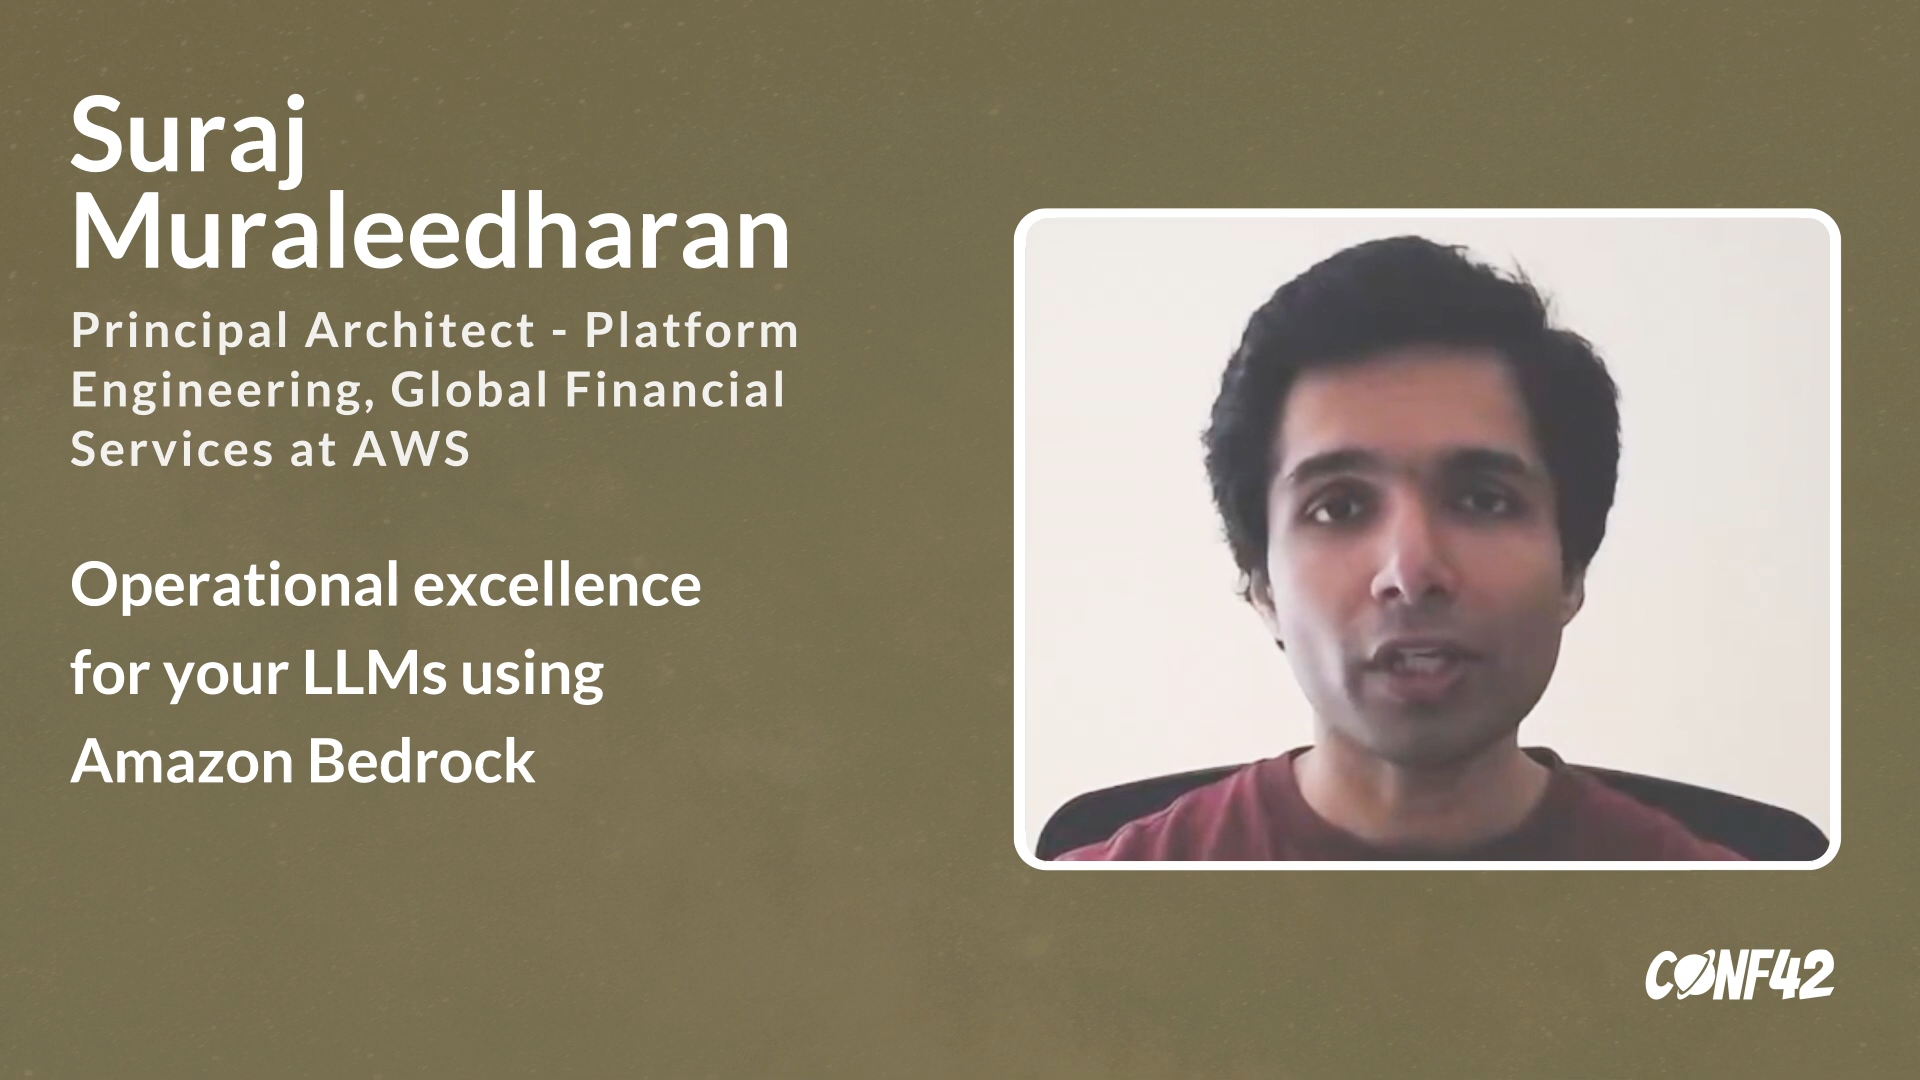 Suraj
Muraleedharan
Principal Architect - Platform
Engineering, Global Financial
Services at AWS
Operational excellence
for your LLMs using
Amazon Bedrock
CONF42